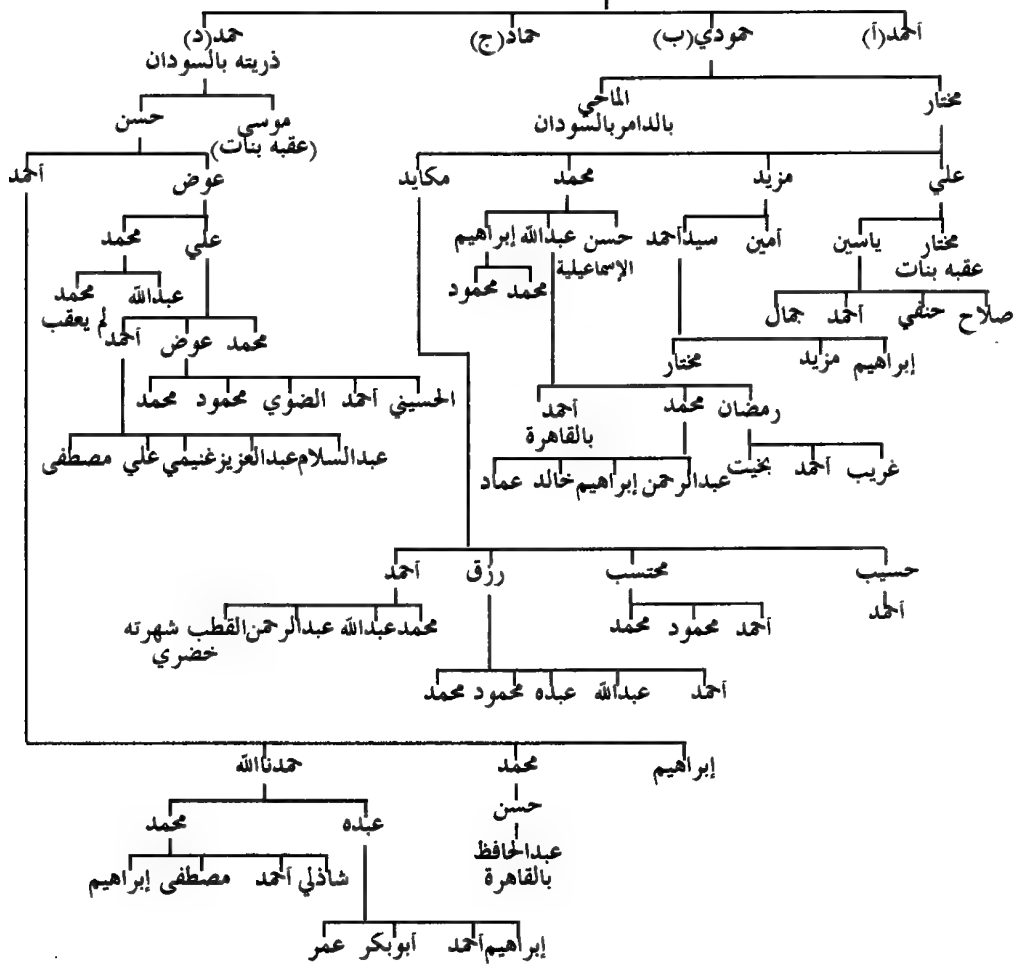 أحمد(أ) حمودي(ب) حماد(ج) حمد(د)
ذريته بالسودان
مختار الماحي
بالدامر بالسودان
موسى حسن
(عقبه بنات)
علي مزيد محمد مكايد عوض أحمد
مختار ياسين أمين سيدأحمد حسن عبدالله إبراهيم علي محمد
عقبه بنات الإسماعيلية
محمد محمود عبدالله محمد
لم يعقب
صلاح حنفي أحمد جمال محمد عوض أحمد
إبراهيم مزيد مختار
الحسيني أحمد الضوي محمود محمد
رمضان محمد أحمد
بالقاهرة
غريب أحمد بخيت عبدالرحمن إبراهيم خالد عماد
عبدالسلام عبدالعزيز غنيمي علي مصطفى
حسيب محتسب رزق أحمد
أحمد
أحمد محمود محمد محمد عبدالله عبدالرحمن القطب شهرته
خضري
أحمد عبدالله عبده محمود محمد
إبراهيم محمد حمدناالله
حسن
عبده محمد
عبدالحافظ
بالقاهرة
شاذلي أحمد مصطفى إبراهيم
إبراهيم أحمد أبوبكر عمر